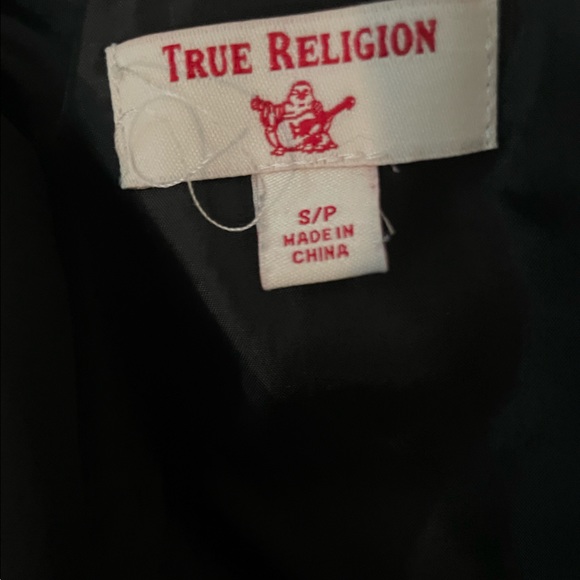 TRUE RELIGION
S/P
MADE IN
CHINA